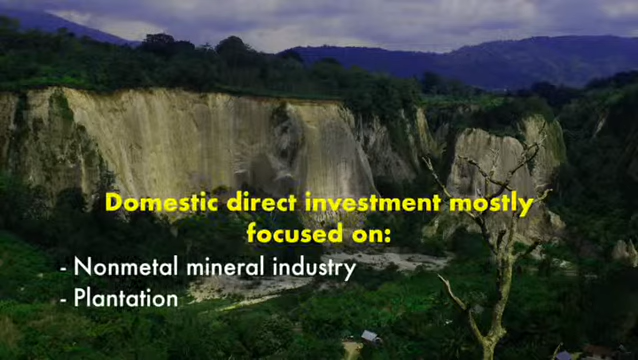 Domestic direct investment mostly
focused on:
- Nonmetal mineral industry
- Plantation